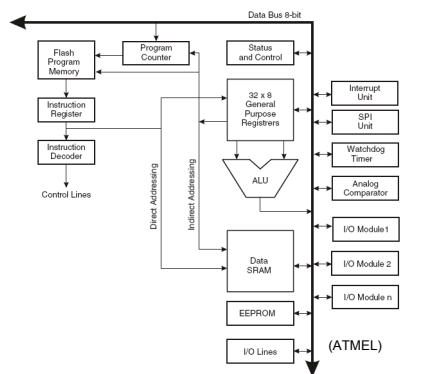 Data Bus 8-bit
Flash
Program
Memory
Program
Counter
Status
and Control
Instruction
Register
32 x 8
General
Purpose
Registrers
Interrupt
Unit
SPI
Unit
Instruction
Decoder
Watchdog
Timer
Control Lines
Direct Addressing
Indirect Addressing
ALU
Analog
Comparator
I/O Module1
Data
SRAM
I/O Module 2
I/O Module n
EEPROM
I/O Lines
(ATMEL)